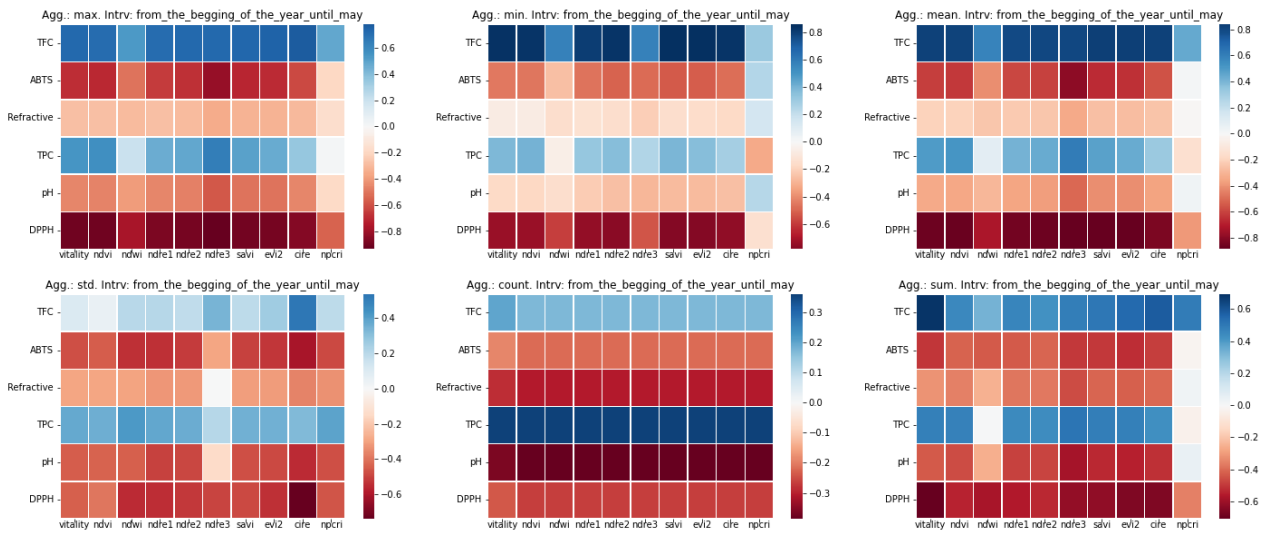 Agg.: max. Intrv: from_the_begging_of_the_year_until_may
TFC
ABTS
Refractive
TPC
pH
DPPH
vitality ndvi ndwi ndre1 ndre2 ndre3 savi evi2 cire npcri
0.6
0.4
0.2
0.0
−0.2
−0.4
−0.6
−0.8
Agg.: min. Intrv: from_the_begging_of_the_year_until_may
TFC
ABTS
Refractive
TPC
pH
DPPH
vitality ndvi ndwi ndre1 ndre2 ndre3 savi evi2 cire npcri
0.8
0.6
0.4
0.2
0.0
−0.2
−0.4
−0.6
Agg.: mean. Intrv: from_the_begging_of_the_year_until_may
TFC
ABTS
Refractive
TPC
pH
DPPH
vitality ndvi ndwi ndre1 ndre2 ndre3 savi evi2 cire npcri
0.8
0.6
0.4
0.2
0.0
−0.2
−0.4
−0.6
−0.8
Agg.: std. Intrv: from_the_begging_of_the_year_until_may
TFC
ABTS
Refractive
TPC
pH
DPPH
vitality ndvi ndwi ndre1 ndre2 ndre3 savi evi2 cire npcri
0.4
0.2
0.0
−0.2
−0.4
−0.6
Agg.: count. Intrv: from_the_begging_of_the_year_until_may
TFC
ABTS
Refractive
TPC
pH
DPPH
vitality ndvi ndwi ndre1 ndre2 ndre3 savi evi2 cire npcri
0.3
0.2
0.1
0.0
−0.1
−0.2
−0.3
Agg.: sum. Intrv: from_the_begging_of_the_year_until_may
TFC
ABTS
Refractive
TPC
pH
DPPH
vitality ndvi ndwi ndre1 ndre2 ndre3 savi evi2 cire npcri
0.6
0.4
0.2
0.0
−0.2
−0.4
−0.6